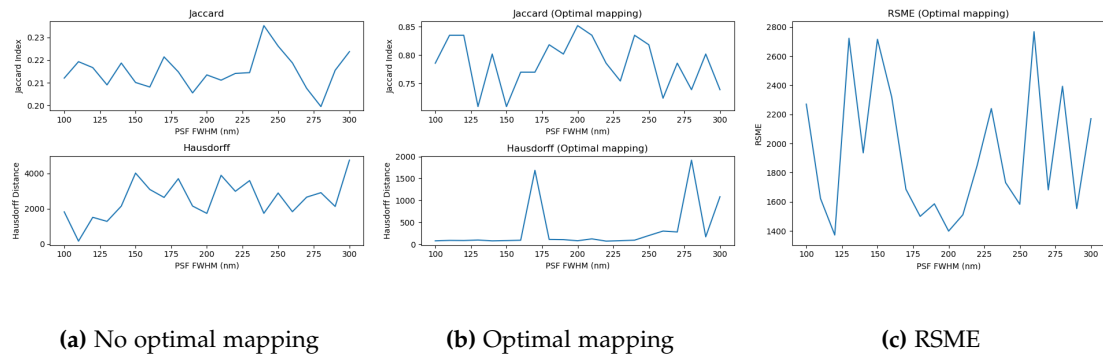 Jaccard
Jaccard Index
0.23
0.22
0.21
0.20
100 125 150 175 200 225 250 275 300
PSF FWHM (nm)
Hausdorff
Hausdorff Distance
4000
2000
0
100 125 150 175 200 225 250 275 300
PSF FWHM (nm)
Jaccard (Optimal mapping)
Jaccard Index
0.85
0.80
0.75
100 125 150 175 200 225 250 275 300
PSF FWHM (nm)
Hausdorff (Optimal mapping)
Hausdorff Distance
2000
1500
1000
500
0
100 125 150 175 200 225 250 275 300
PSF FWHM (nm)
RSME (Optimal mapping)
RSME
2800
2600
2400
2200
2000
1800
1600
1400
100 125 150 175 200 225 250 275 300
PSF FWHM (nm)
(a) No optimal mapping
(b) Optimal mapping
(c) RSME